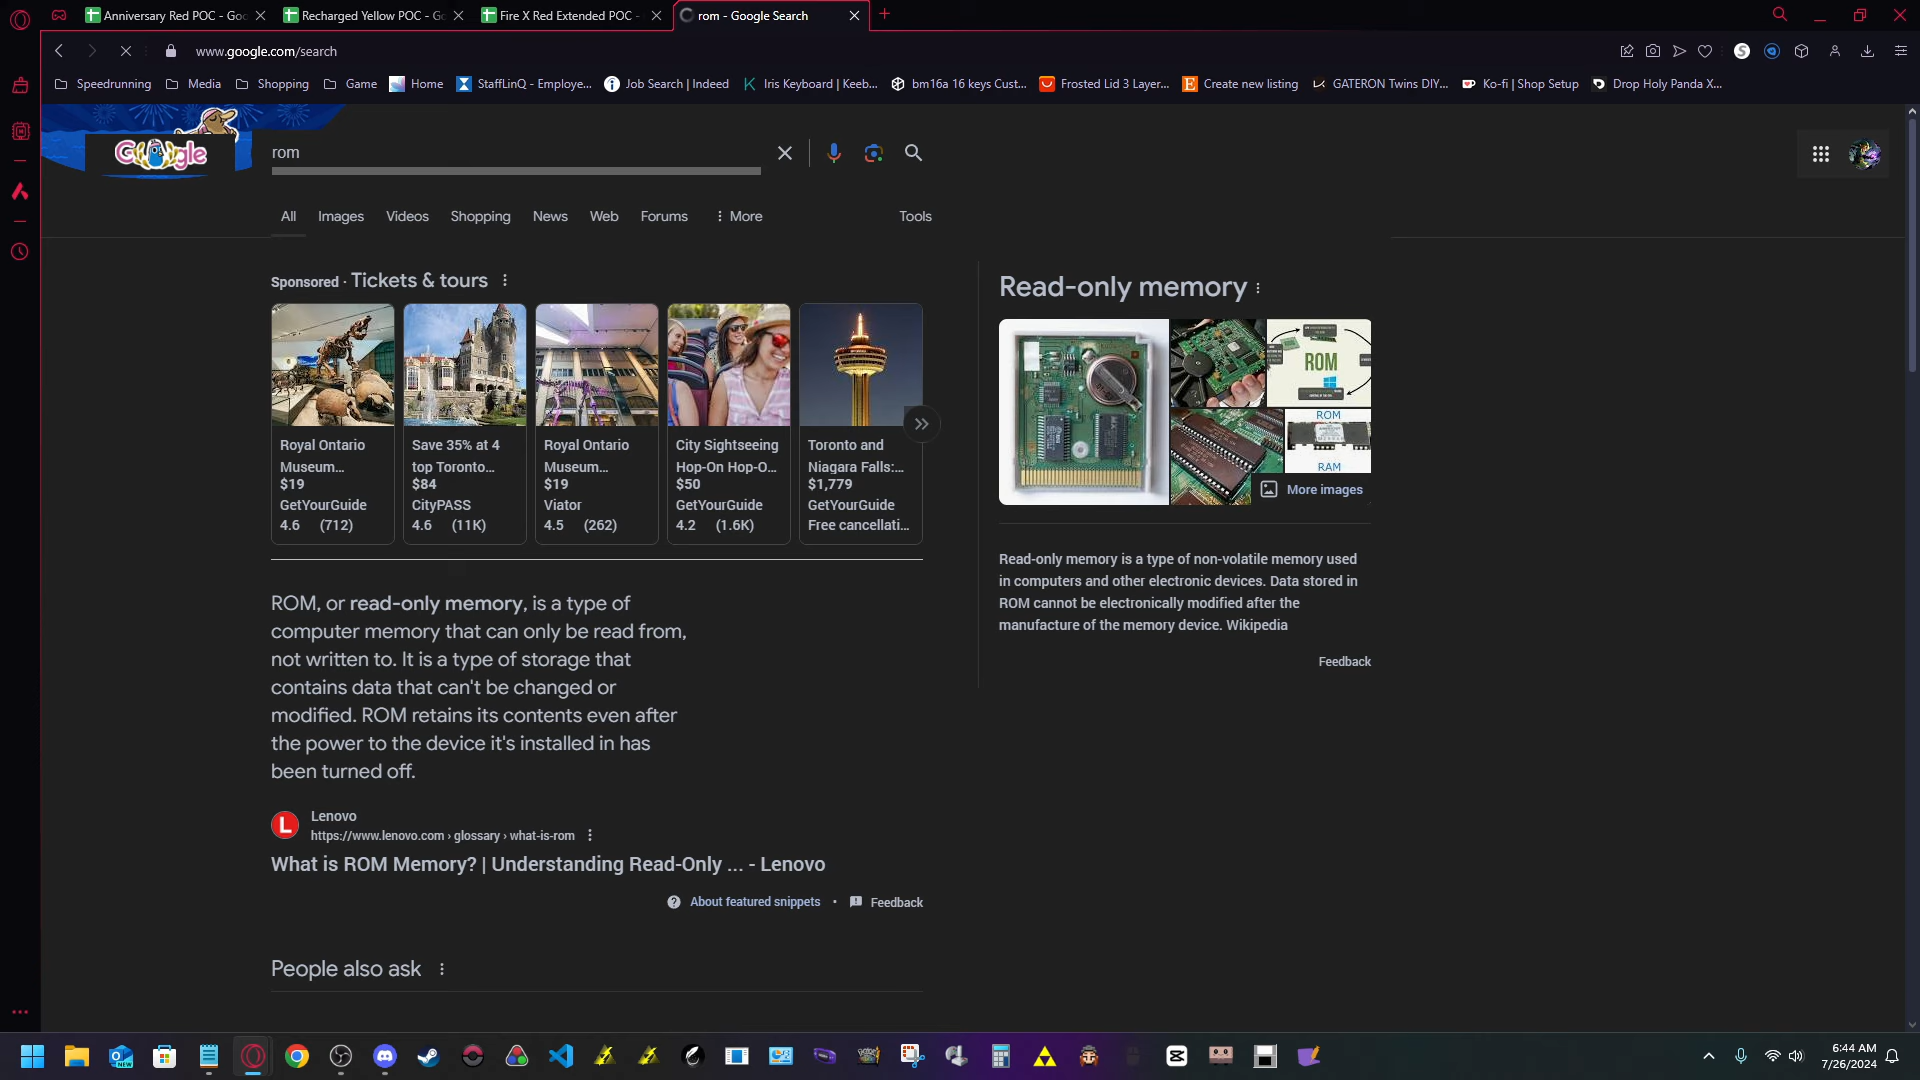 Anniversary Red POC - Goo
Recharged Yellow POC - Go
Fire X Red Extended POC -
rom - Google Search
www.google.com/search
Speedrunning
Media
Shopping
Game
Home
StaffLinQ - Employe...
Job Search | Indeed
Iris Keyboard | Keeb...
bm16a 16 keys Cust...
Frosted Lid 3 Layer...
Create new listing
GATERON Twins DIY...
Ko-fi | Shop Setup
Drop Holy Panda X...
Google
rom
All
Images
Videos
Shopping
News
Web
Forums
More
Tools
Sponsored · Tickets & tours
Royal Ontario
Museum...
$19
GetYourGuide
4.6 (712)
Save 35% at 4
top Toronto...
$84
CityPASS
4.6 (11K)
Royal Ontario
Museum...
$19
Viator
4.5 (262)
City Sightseeing
Hop-On Hop-O...
$50
GetYourGuide
4.2 (1.6K)
Toronto and
Niagara Falls:...
$1,779
GetYourGuide
Free cancellati...
ROM, or read-only memory, is a type of
computer memory that can only be read from,
not written to. It is a type of storage that
contains data that can't be changed or
modified. ROM retains its contents even after
the power to the device it's installed in has
been turned off.
L
Lenovo
https://www.lenovo.com › glossary › what-is-rom
What is ROM Memory? | Understanding Read-Only ... - Lenovo
About featured snippets
•
Feedback
People also ask
Read-only memory
ROM
ROM
RAM
More images
Read-only memory is a type of non-volatile memory used
in computers and other electronic devices. Data stored in
ROM cannot be electronically modified after the
manufacture of the memory device. Wikipedia
Feedback
6:44 AM
7/26/2024